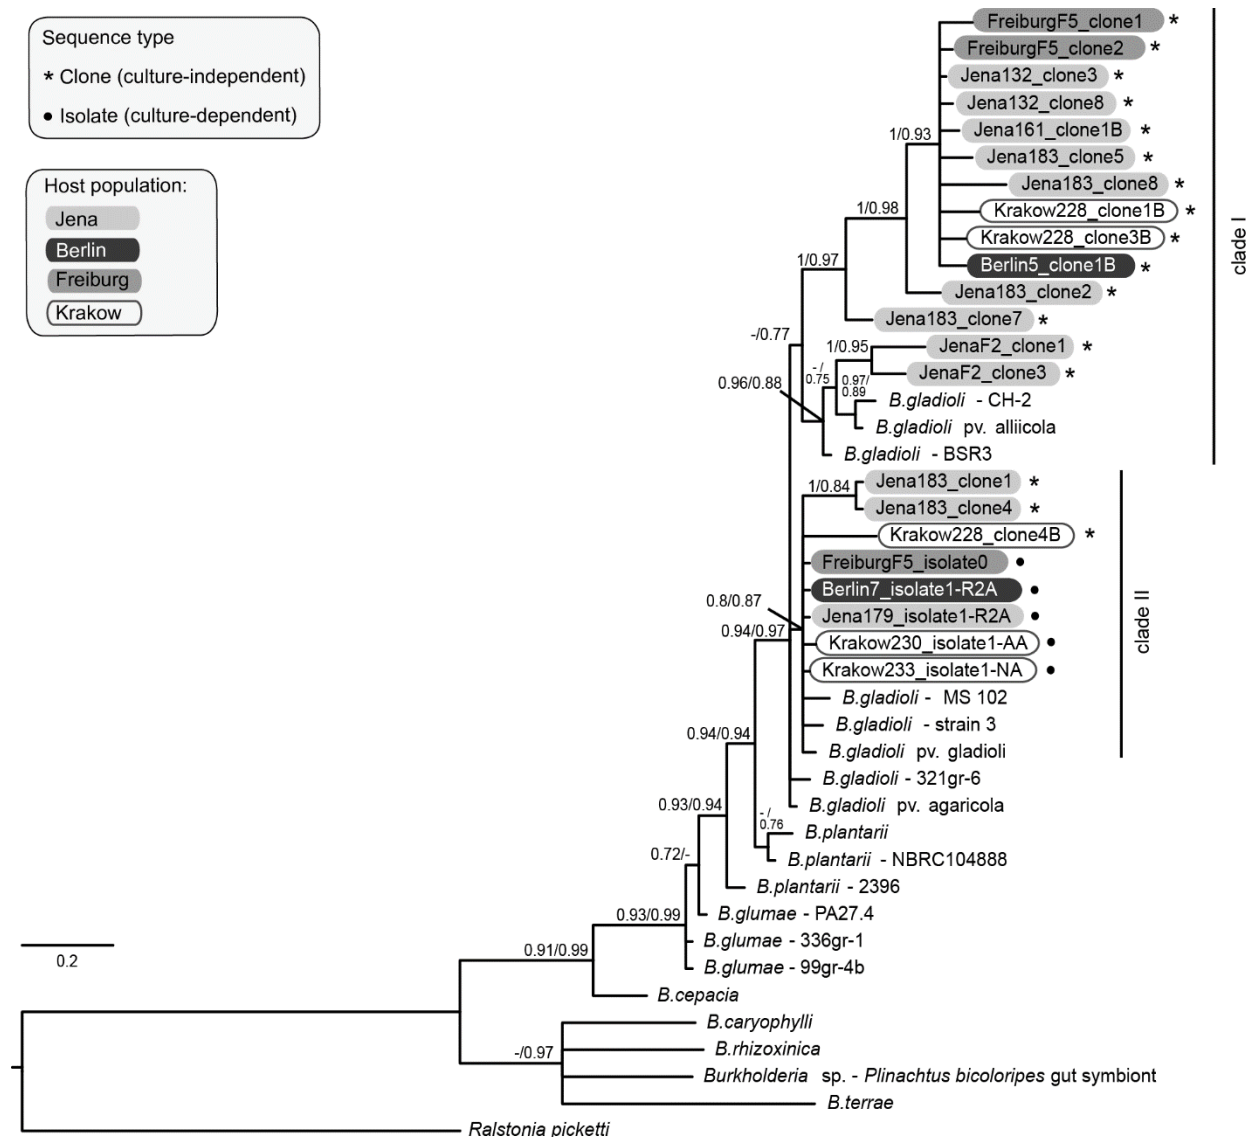 Sequence type
* Clone (culture-independent)
• Isolate (culture-dependent)
Host population:
Jena
Berlin
Freiburg
Krakow
FreiburgF5_clone1 *
FreiburgF5_clone2 *
Jena132_clone3 *
Jena132_clone8 *
1/0.93
Jena161_clone1B *
Jena183_clone5 *
Jena183_clone8 *
1/0.98
Krakow228_clone1B *
Krakow228_clone3B *
clade I
1/0.97
Berlin5_clone1B *
Jena183_clone2 *
Jena183_clone7 *
-/0.77
1/0.95
JenaF2_clone1 *
JenaF2_clone3 *
0.96/0.88
- /
0.75
0.97/
0.89
B.gladioli - CH-2
B.gladioli pv. alliicola
B.gladioli - BSR3
1/0.84
Jena183_clone1 *
Jena183_clone4 *
Krakow228_clone4B *
FreiburgF5_isolate0 •
Berlin7_isolate1-R2A •
0.8/0.87
Jena179_isolate1-R2A •
clade II
0.94/0.97
Krakow230_isolate1-AA •
Krakow233_isolate1-NA •
B.gladioli - MS 102
B.gladioli - strain 3
0.94/0.94
B.gladioli pv. gladioli
B.gladioli - 321gr-6
0.93/0.94
B.gladioli pv. agaricola
- /
0.76
B.plantarii
0.72/-
B.plantarii - NBRC104888
B.plantarii - 2396
0.93/0.99
B.glumae - PA27.4
B.glumae - 336gr-1
0.2
0.91/0.99
B.glumae - 99gr-4b
B.cepacia
B.caryophylli
-/0.97
B.rhizoxinica
Burkholderia sp. - Plinachtus bicoloripes gut symbiont
B.terrae
Ralstonia picketti